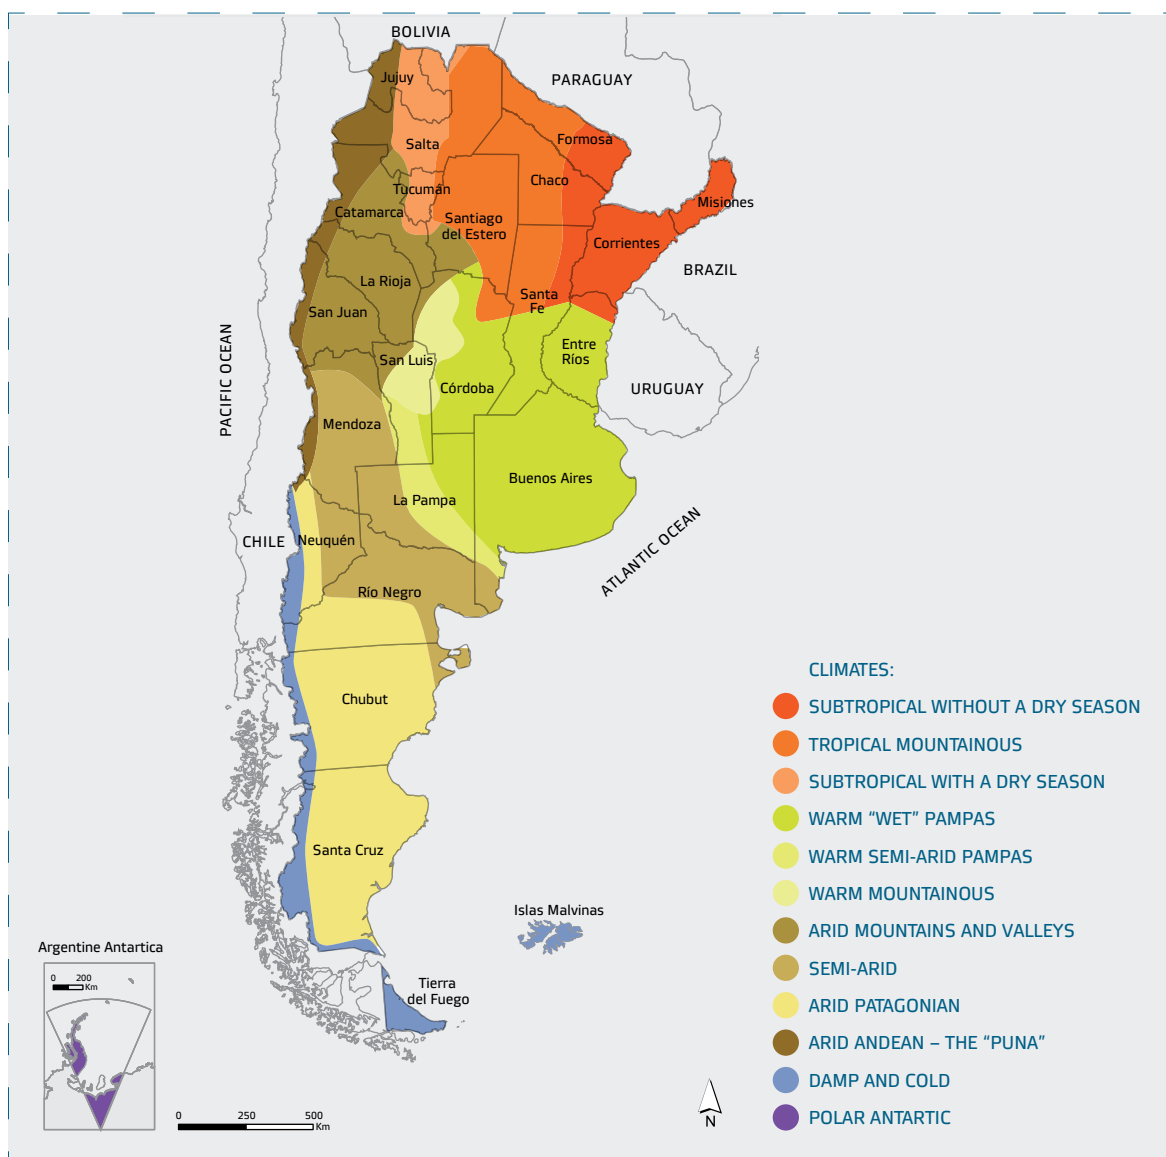 BOLIVIA
PARAGUAY
Jujuy
Formosa
Salta
Chaco
Tucumán
Misiones
Catamarca
Santiago
del Estero
Corrientes
BRAZIL
La Rioja
Santa
Fe
San Juan
PACIFIC OCEAN
San Luis
Entre
Ríos
Córdoba
URUGUAY
Mendoza
Buenos Aires
La Pampa
ATLANTIC OCEAN
CHILE
Neuquén
Río Negro
Chubut
Santa Cruz
Islas Malvinas
Tierra
del Fuego
Argentine Antartica
0 200
Km
0 250 500
Km
N
CLIMATES:
SUBTROPICAL WITHOUT A DRY SEASON
TROPICAL MOUNTAINOUS
SUBTROPICAL WITH A DRY SEASON
WARM “WET” PAMPAS
WARM SEMI-ARID PAMPAS
WARM MOUNTAINOUS
ARID MOUNTAINS AND VALLEYS
SEMI-ARID
ARID PATAGONIAN
ARID ANDEAN – THE “PUNA”
DAMP AND COLD
POLAR ANTARTIC